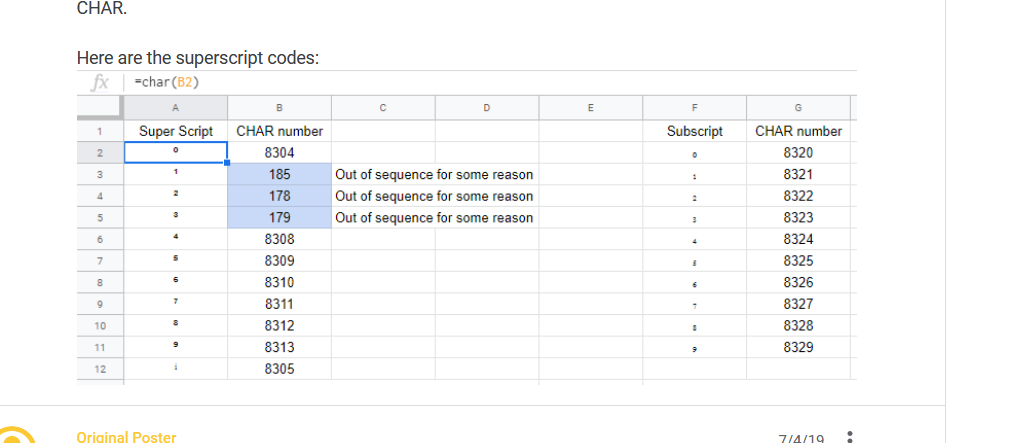 CHAR.
Here are the superscript codes:
fx =char(B2)
A B C D E F G
1 Super Script CHAR number Subscript CHAR number
2 ⁰ 8304 ₀ 8320
3 ¹ 185 Out of sequence for some reason ₁ 8321
4 ² 178 Out of sequence for some reason ₂ 8322
5 ³ 179 Out of sequence for some reason ₃ 8323
6 ⁴ 8308 ₄ 8324
7 ⁵ 8309 ₅ 8325
8 ⁶ 8310 ₆ 8326
9 ⁷ 8311 ₇ 8327
10 ⁸ 8312 ₈ 8328
11 ⁹ 8313 ₉ 8329
12 ⁱ 8305
Original Poster 7/4/19